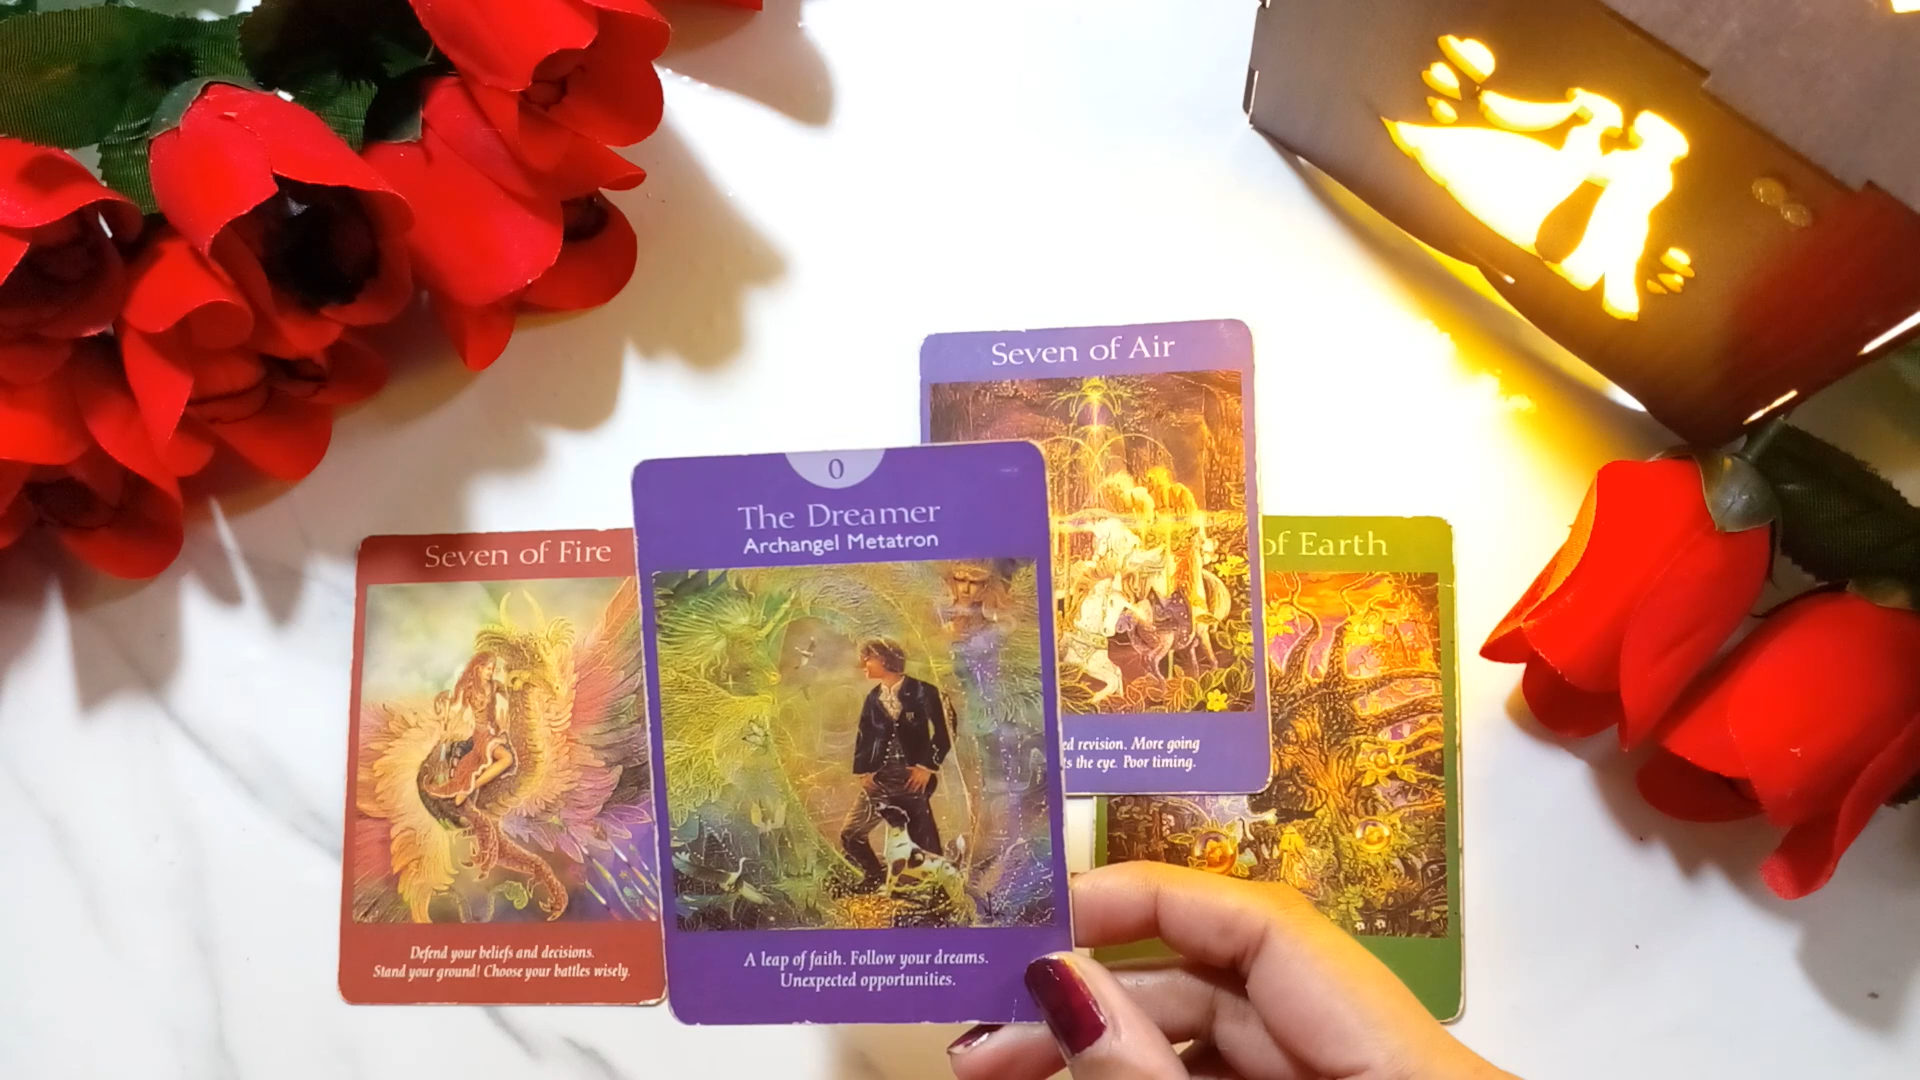 Seven of Air
0
The Dreamer
Archangel Metatron
Seven of Fire
of Earth
revision. More going
the eye. Poor timing.
Defend your beliefs and decisions.
Stand your ground! Choose your battles wisely.
A leap of faith. Follow your dreams.
Unexpected opportunities.